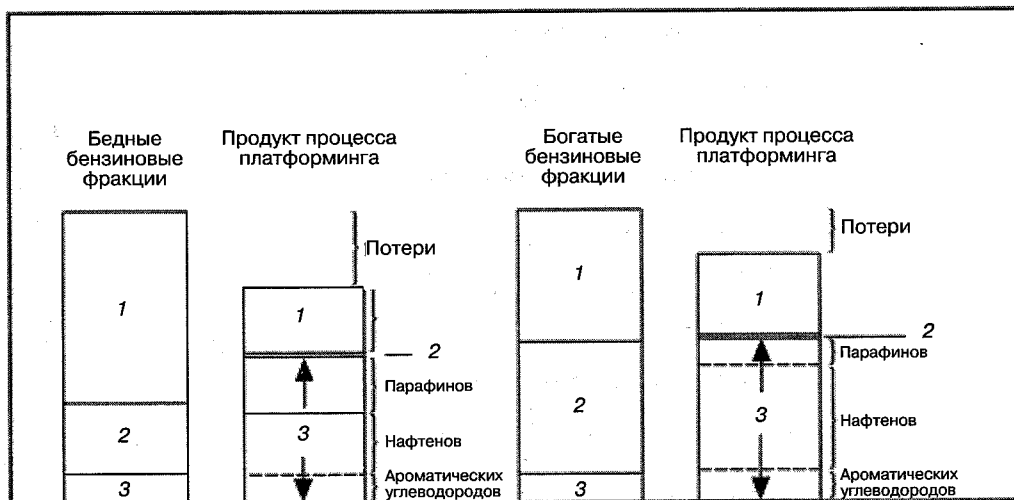 Бедные
бензиновые
фракции
Продукт процесса
платформинга
Богатые
бензиновые
фракции
Продукт процесса
платформинга
Потери
Потери
1
1
1
1
2
2
Парафинов
Парафинов
2
3
Нафтенов
2
3
Нафтенов
3
Ароматических
углеводородов
3
Ароматических
углеводородов